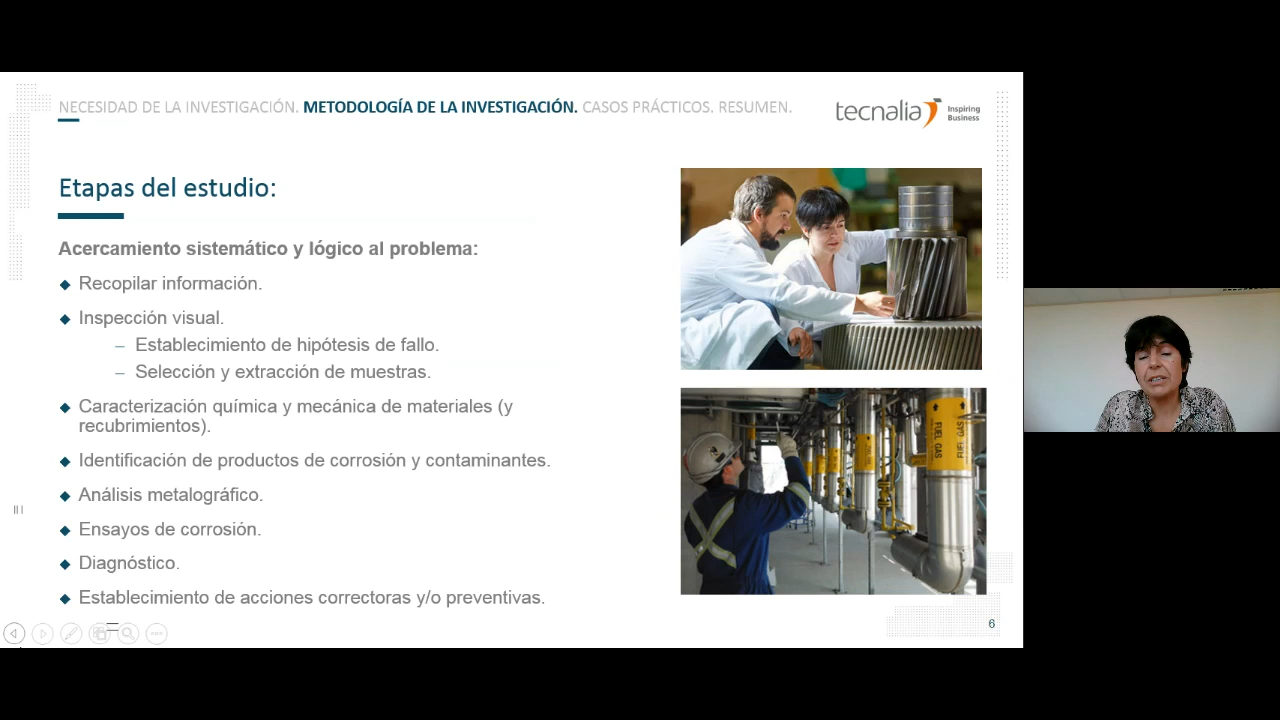 NECESIDAD DE LA INVESTIGACIÓN. METODOLOGÍA DE LA INVESTIGACIÓN. CASOS PRÁCTICOS. RESUMEN.
tecnalia Inspiring
Business
Etapas del estudio:
Acercamiento sistemático y lógico al problema:
Recopilar información.
Inspección visual.
– Establecimiento de hipótesis de fallo.
– Selección y extracción de muestras.
Caracterización química y mecánica de materiales (y
recubrimientos).
Identificación de productos de corrosión y contaminantes.
Análisis metalográfico.
Ensayos de corrosión.
Diagnóstico.
Establecimiento de acciones correctoras y/o preventivas.
FUEL GAS
FUEL GAS
6